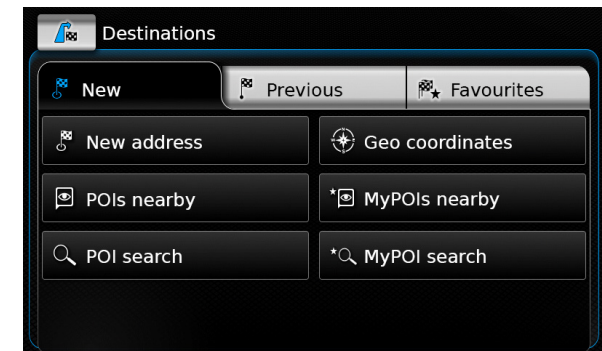 Destinations
New
Previous
Favourites
New address
Geo coordinates
POIs nearby
MyPOIs nearby
POI search
MyPOI search